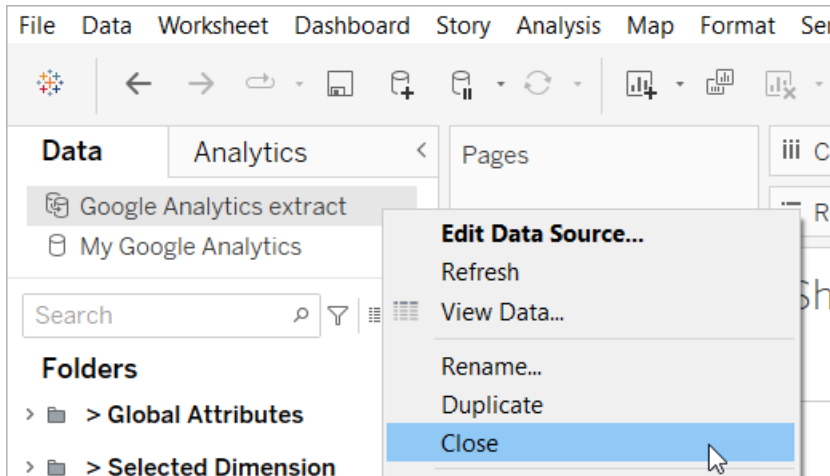 File Data Worksheet Dashboard Story Analysis Map Format
Data Analytics
Pages
Google Analytics extract
My Google Analytics
Search
Folders
> Global Attributes
> Selected Dimension
Edit Data Source...
Refresh
View Data...
Rename...
Duplicate
Close